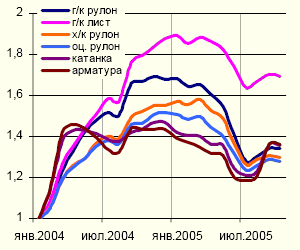 2
1,8
1,6
1,4
1,2
1
г/к рулон
г/к лист
х/к рулон
оц. рулон
катанка
арматура
янв.2004
июл.2004
янв.2005
июл.2005